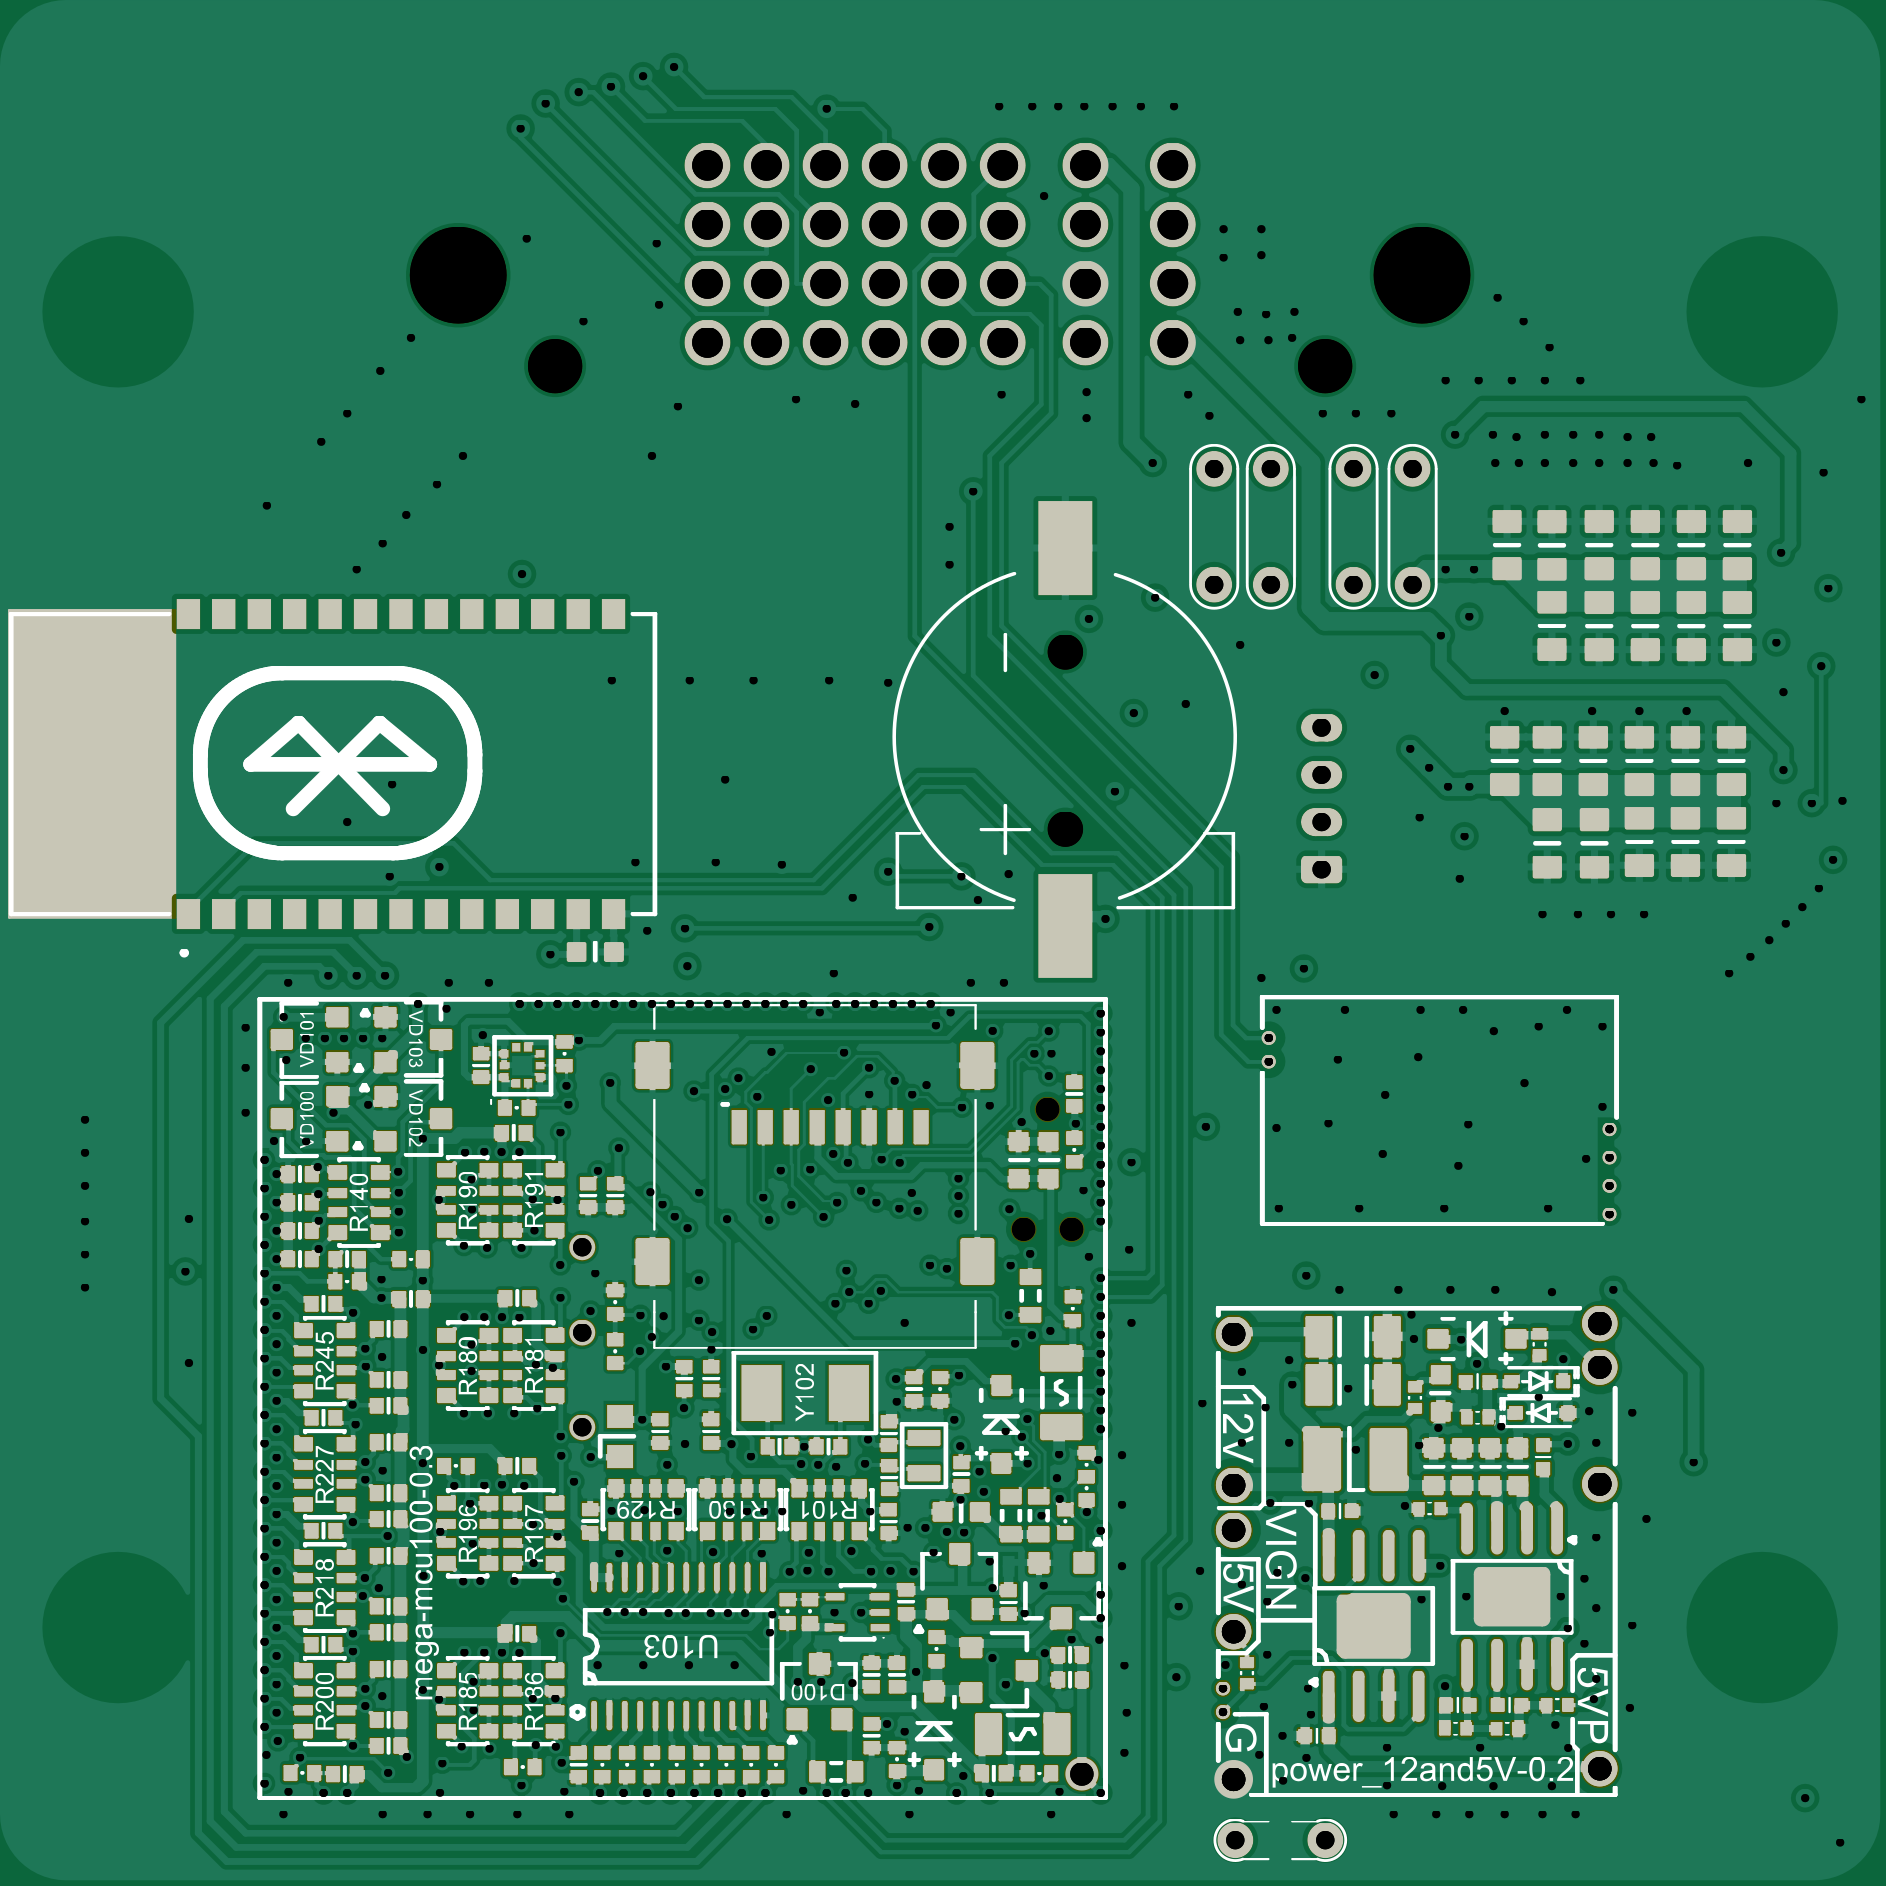 VD101
VD103
VD100
VD102
R140
R190
R191
R245
R180
R181
Y102
12V
R227
mega-mcu100-0.3
R129
R130
R101
R196
R197
VIGN
5V
R218
U103
D100
R200
R185
R186
5VP
G
power_12and5V-0.2